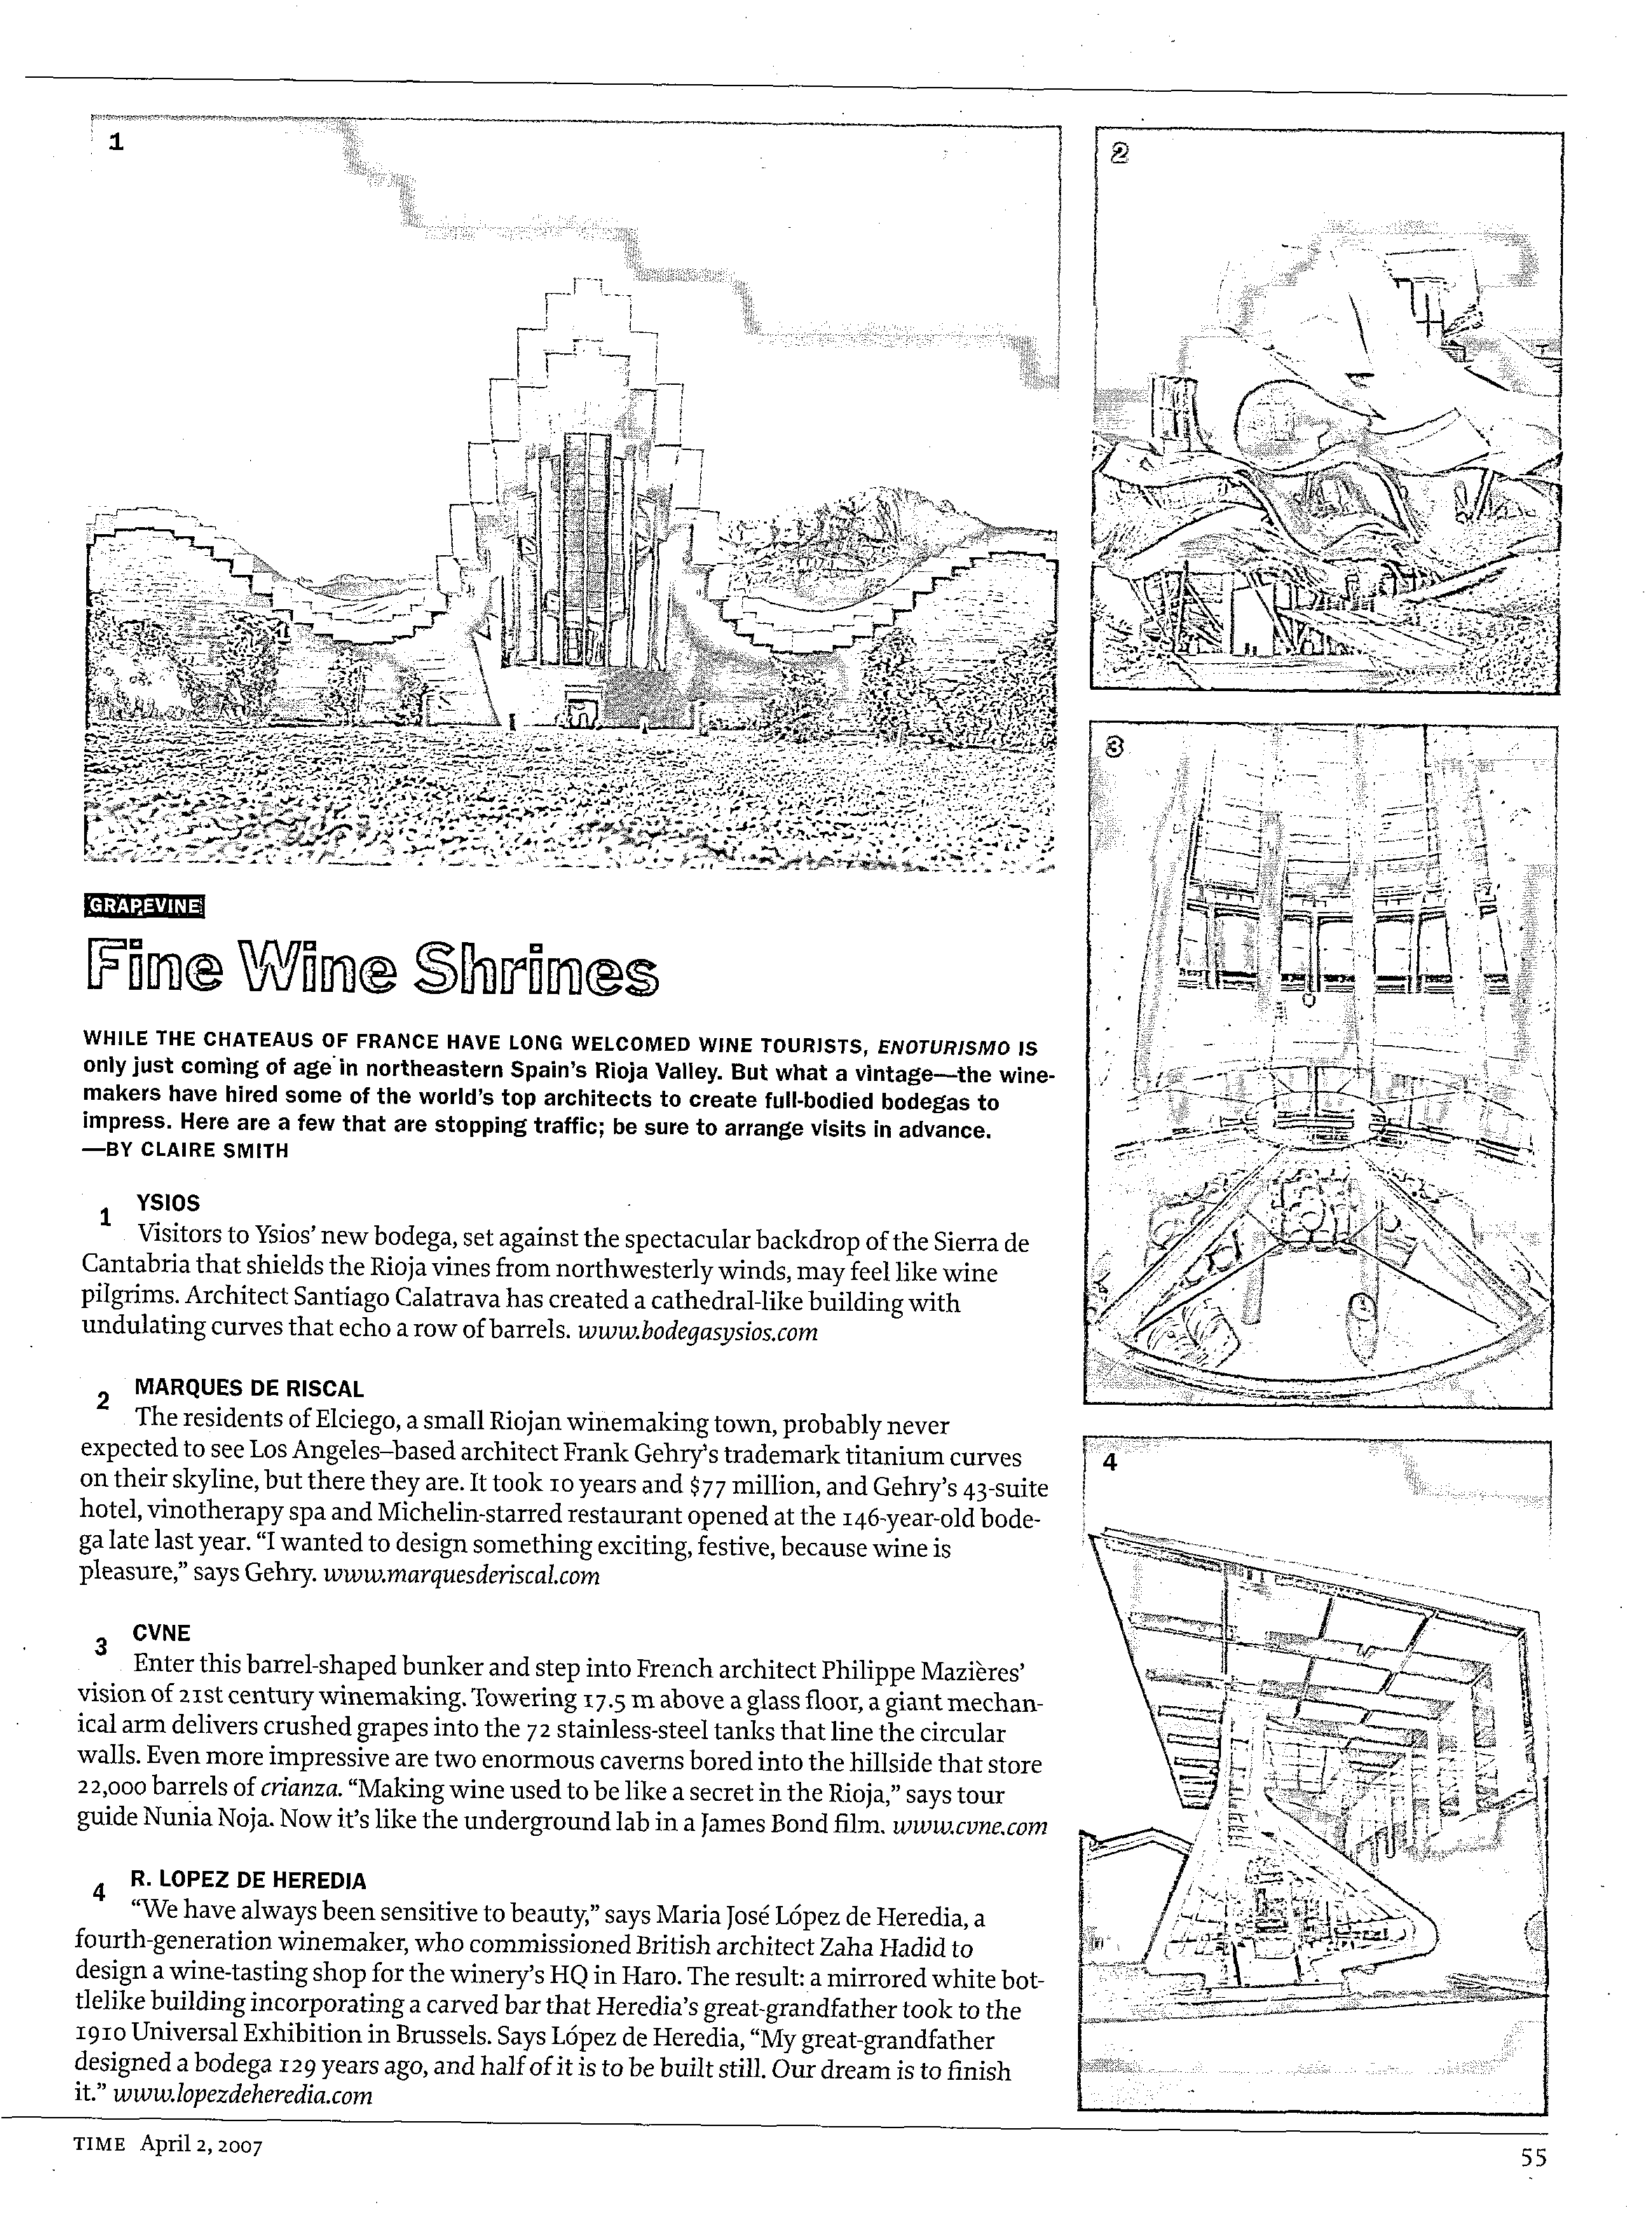 1
2
3
4
GRAPEVINE
Fine Wine Shrines
WHILE THE CHATEAUS OF FRANCE HAVE LONG WELCOMED WINE TOURISTS, ENOTURISMO IS
only just coming of age in northeastern Spain's Rioja Valley. But what a vintage—the wine-
makers have hired some of the world's top architects to create full-bodied bodegas to
impress. Here are a few that are stopping traffic; be sure to arrange visits in advance.
—BY CLAIRE SMITH
1 YSIOS
Visitors to Ysios' new bodega, set against the spectacular backdrop of the Sierra de
Cantabria that shields the Rioja vines from northwesterly winds, may feel like wine
pilgrims. Architect Santiago Calatrava has created a cathedral-like building with
undulating curves that echo a row of barrels. www.bodegasysios.com
2 MARQUES DE RISCAL
The residents of Elciego, a small Riojan winemaking town, probably never
expected to see Los Angeles–based architect Frank Gehry's trademark titanium curves
on their skyline, but there they are. It took 10 years and $77 million, and Gehry's 43-suite
hotel, vinotherapy spa and Michelin-starred restaurant opened at the 146-year-old bode-
ga late last year. “I wanted to design something exciting, festive, because wine is
pleasure,” says Gehry. www.marquesderiscal.com
3 CVNE
Enter this barrel-shaped bunker and step into French architect Philippe Mazières'
vision of 21st century winemaking. Towering 17.5 m above a glass floor, a giant mechan-
ical arm delivers crushed grapes into the 72 stainless-steel tanks that line the circular
walls. Even more impressive are two enormous caverns bored into the hillside that store
22,000 barrels of crianza. “Making wine used to be like a secret in the Rioja,” says tour
guide Nunia Noja. Now it's like the underground lab in a James Bond film. www.cvne.com
4 R. LOPEZ DE HEREDIA
“We have always been sensitive to beauty,” says Maria José López de Heredia, a
fourth-generation winemaker, who commissioned British architect Zaha Hadid to
design a wine-tasting shop for the winery's HQ in Haro. The result: a mirrored white bot-
tlelike building incorporating a carved bar that Heredia's great-grandfather took to the
1910 Universal Exhibition in Brussels. Says López de Heredia, “My great-grandfather
designed a bodega 129 years ago, and half of it is to be built still. Our dream is to finish
it.” www.lopezdeheredia.com
TIME April 2, 2007
55